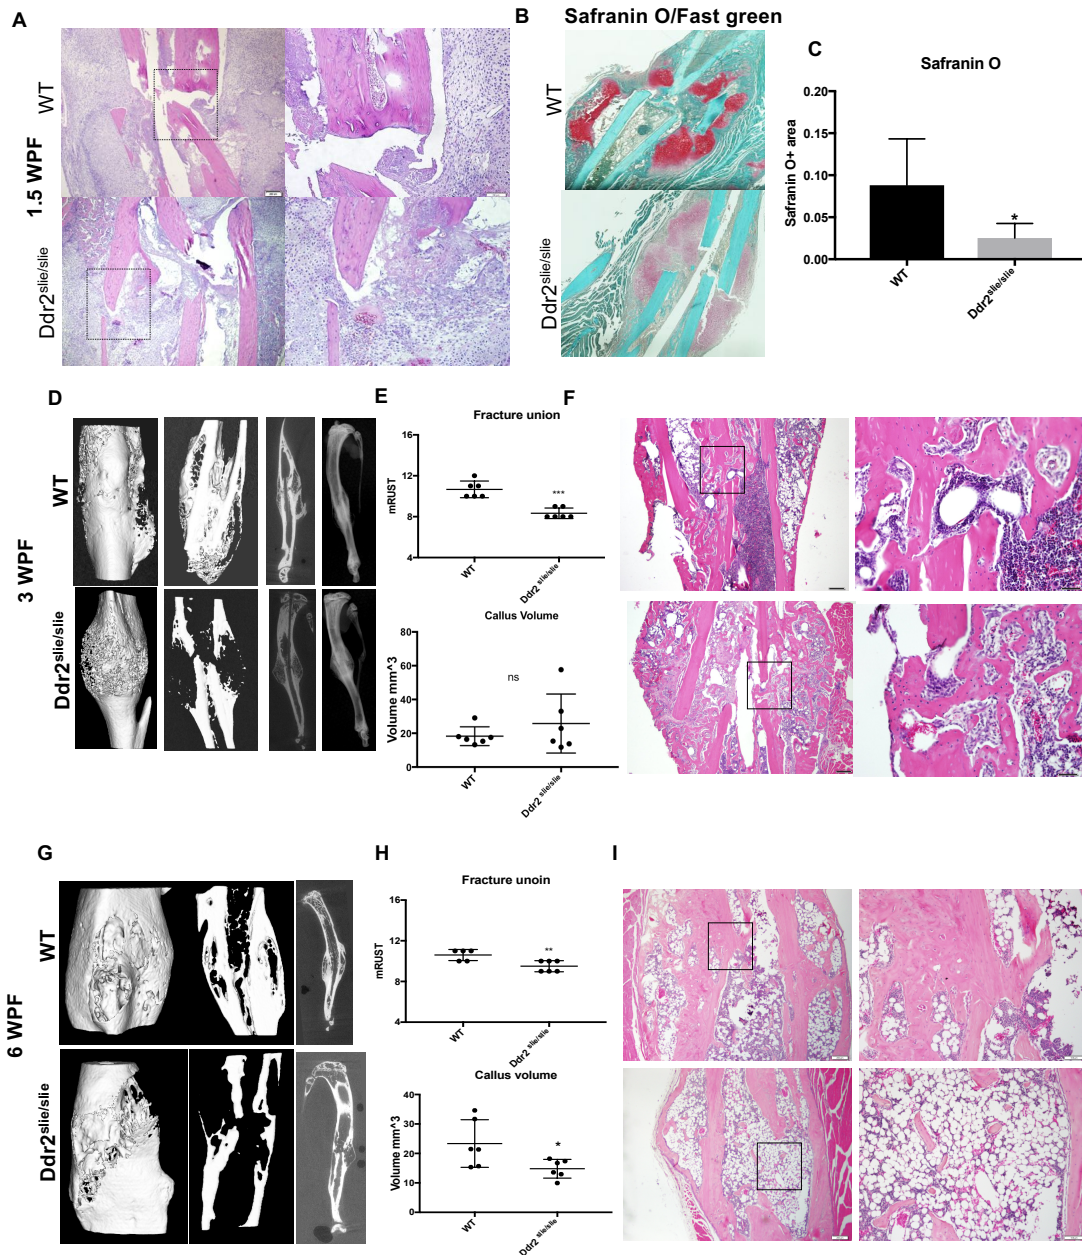 A
1.5 WPF
WT
Ddr2slie/slie
B
Safranin O/Fast green
WT
Ddr2slie/slie
C
Safranin O
Safranin O+ area
0.20
0.15
0.10
0.05
0.00
*
WT
Ddr2slie/slie
D
3 WPF
WT
Ddr2slie/slie
E
Fracture union
mRUST
16
12
8
4
***
WT
Ddr2 slie/slie
Callus Volume
Volume mm^3
80
60
40
20
0
ns
WT
Ddr2 slie/slie
F
G
6 WPF
WT
Ddr2slie/slie
H
Fracture unoin
mRUST
16
12
8
4
**
WT
Ddr2 slie/slie
Callus volume
Volume mm^3
40
30
20
10
0
*
WT
Ddr2 slie/slie
I